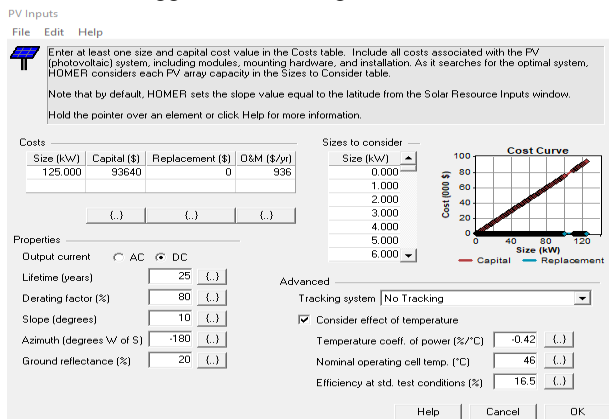 PV Inputs
File Edit Help
Enter at least one size and capital cost value in the Costs table. Include all costs associated with the PV
(photovoltaic) system, including modules, mounting hardware, and installation. As it searches for the optimal system,
HOMER considers each PV array capacity in the Sizes to Consider table.
Note that by default, HOMER sets the slope value equal to the latitude from the Solar Resource Inputs window.
Hold the pointer over an element or click Help for more information.
Costs
Size (kW) Capital ($) Replacement ($) O&M ($/yr)
125.000 93640 0 936
{..} {..} {..}
Sizes to consider
Size (kW)
0.000
1.000
2.000
3.000
4.000
5.000
6.000
Cost Curve
Cost (000 $)
100
80
60
40
20
0
0 40 80 120
Size (kW)
Capital Replacement
Properties
Output current AC DC
Lifetime (years) 25 {..}
Derating factor (%) 80 {..}
Slope (degrees) 10 {..}
Azimuth (degrees W of S) -180 {..}
Ground reflectance (%) 20 {..}
Advanced
Tracking system No Tracking
Consider effect of temperature
Temperature coeff. of power (%/°C) -0.42 {..}
Nominal operating cell temp. (°C) 46 {..}
Efficiency at std. test conditions (%) 16.5 {..}
Help Cancel OK